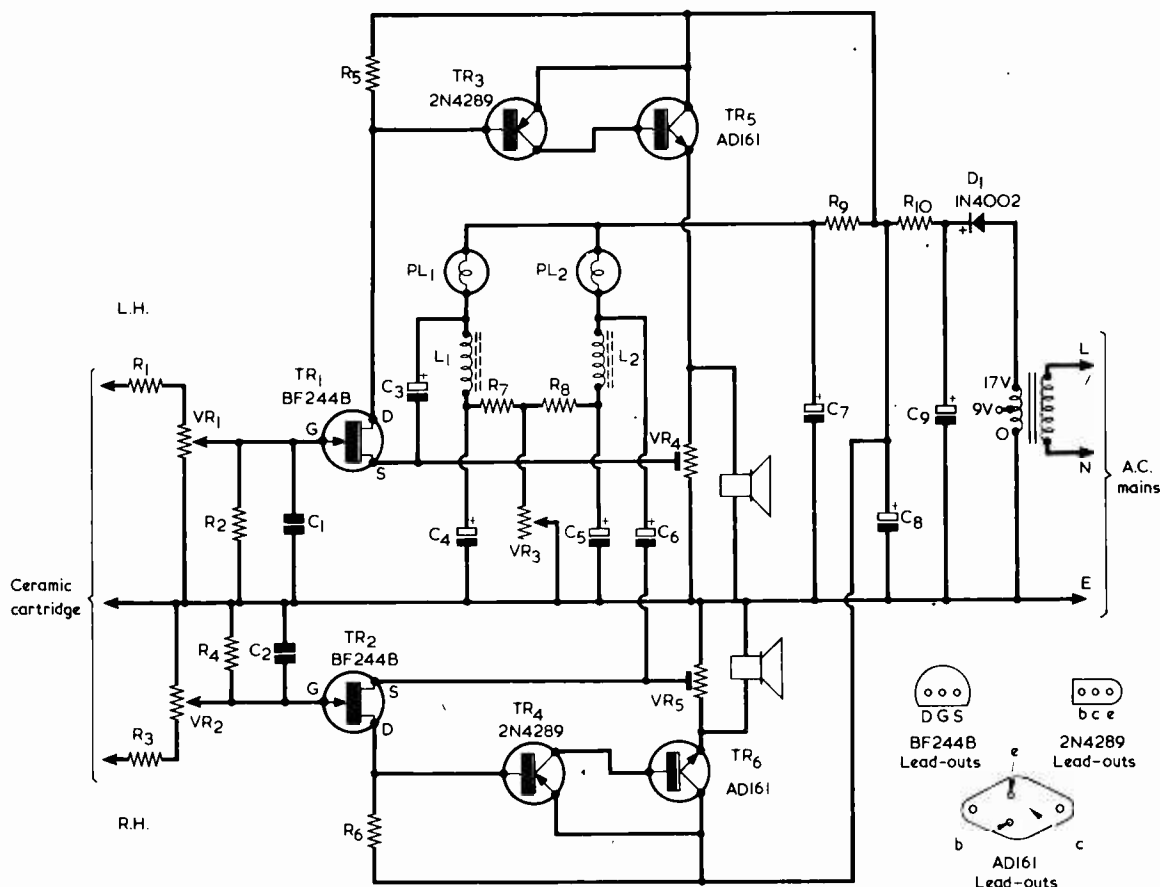 R5
TR3
2N4289
TR5
AD161
D1
1N4002
R9
R10
+
PL1
PL2
L.H.
R1
TR1
BF244B
VR1
G
D
S
C3
+
L1
R7
R8
L2
VR4
C7
+
C9
+
17V
9V
O
L
N
A.C.
mains
R2
C1
C4
+
VR3
C5
+
C6
+
C8
+
E
Ceramic
cartridge
R4
C2
TR2
BF244B
G
S
D
VR2
R3
VR5
TR4
2N4289
TR6
AD161
R6
R.H.
D G S
BF244B
Lead-outs
b c e
2N4289
Lead-outs
e
b
c
AD161
Lead-outs